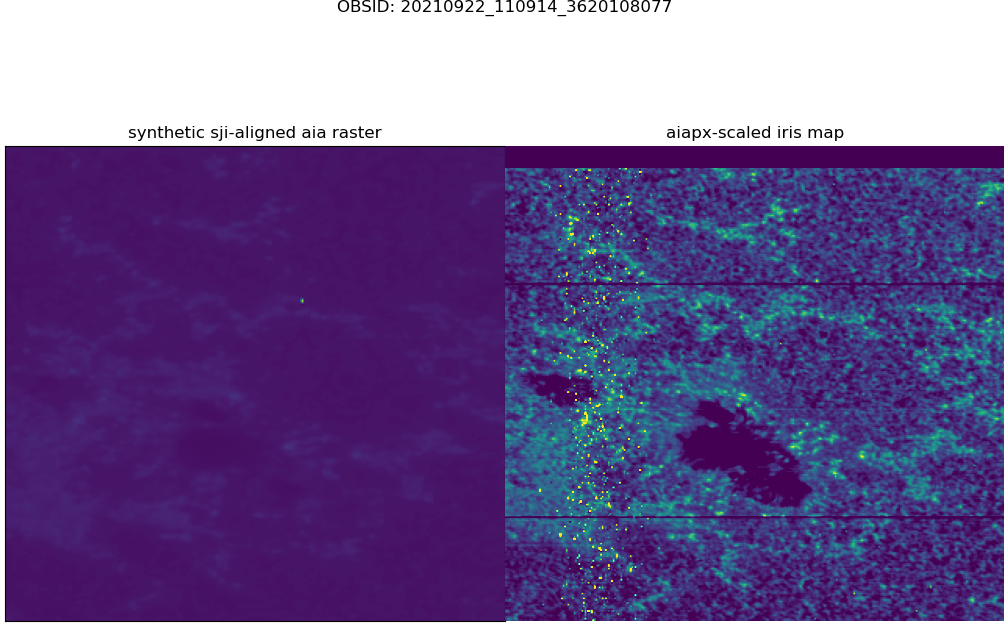 OBSID: 20210922_110914_3620108077
synthetic sji-aligned aia raster
aiapx-scaled iris map